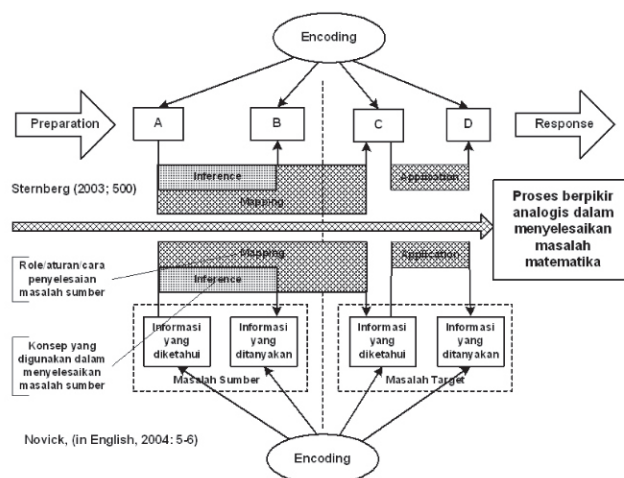 Encoding
Preparation
A
B
C
D
Response
Inference
Application
Mapping
Sternberg (2003; 500)
Proses berpikir
analogis dalam
menyelesaikan
masalah
matematika
Mapping
Application
Inference
Role/aturan/cara
penyelesaian
masalah sumber
Konsep yang
digunakan dalam
menyelesaikan
masalah sumber
Informasi
yang
diketahui
Informasi
yang
ditanyakan
Masalah Sumber
Informasi
yang
diketahui
Informasi
yang
ditanyakan
Masalah Target
Novick, (in English, 2004: 5-6)
Encoding